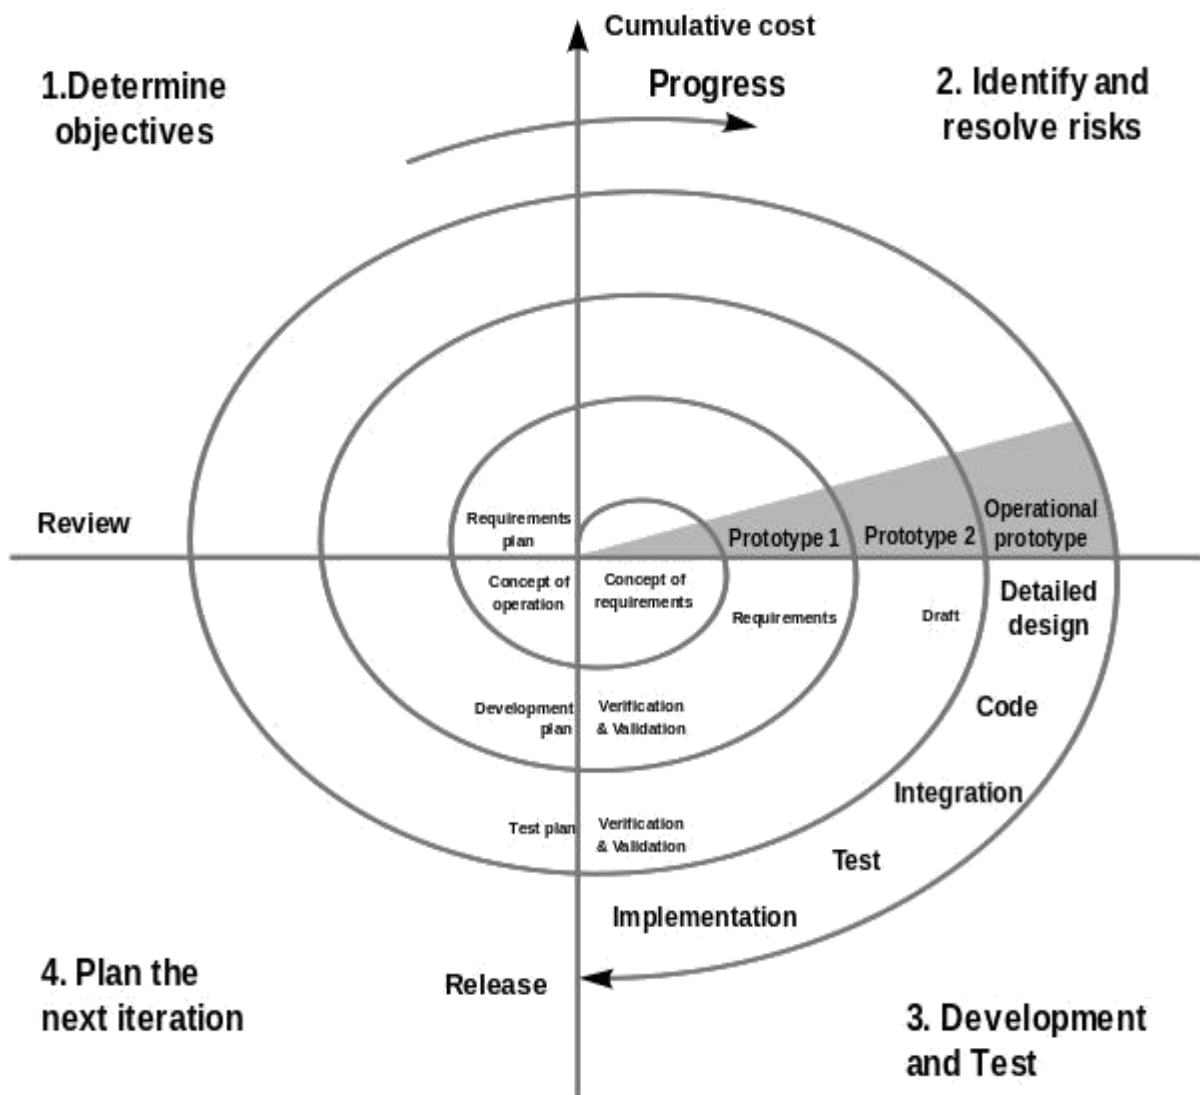 Cumulative cost
Progress
1.Determine
objectives
2. Identify and
resolve risks
Review
Requirements
plan
Concept of
operation
Concept of
requirements
Prototype 1
Prototype 2
Operational
prototype
Requirements
Draft
Detailed
design
Development
plan
Verification
& Validation
Code
Integration
Test plan
Verification
& Validation
Test
Implementation
Release
4. Plan the
next iteration
3. Development
and Test